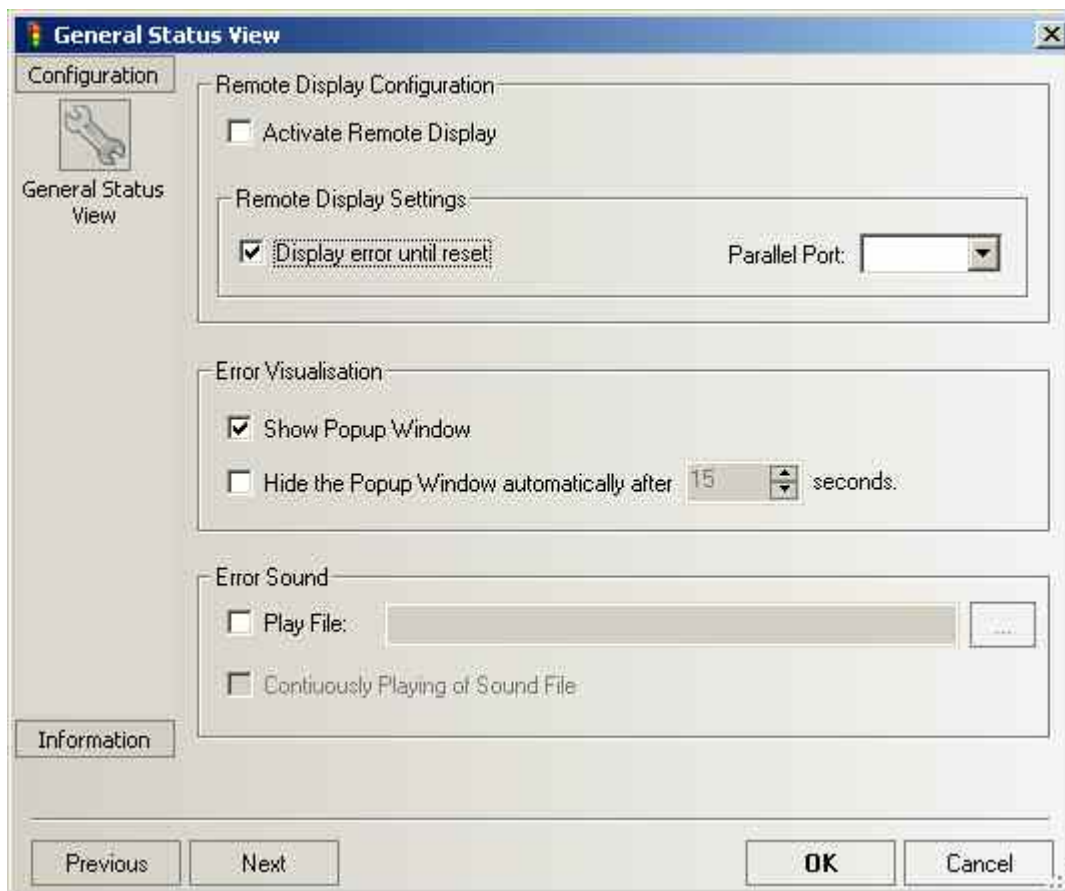 General Status View
Configuration
General Status
View
Remote Display Configuration
Activate Remote Display
Remote Display Settings
Display error until reset
Parallel Port:
Error Visualisation
Show Popup Window
Hide the Popup Window automatically after 15 seconds.
Error Sound
Play File:
...
Contiuously Playing of Sound File
Information
Previous
Next
OK
Cancel